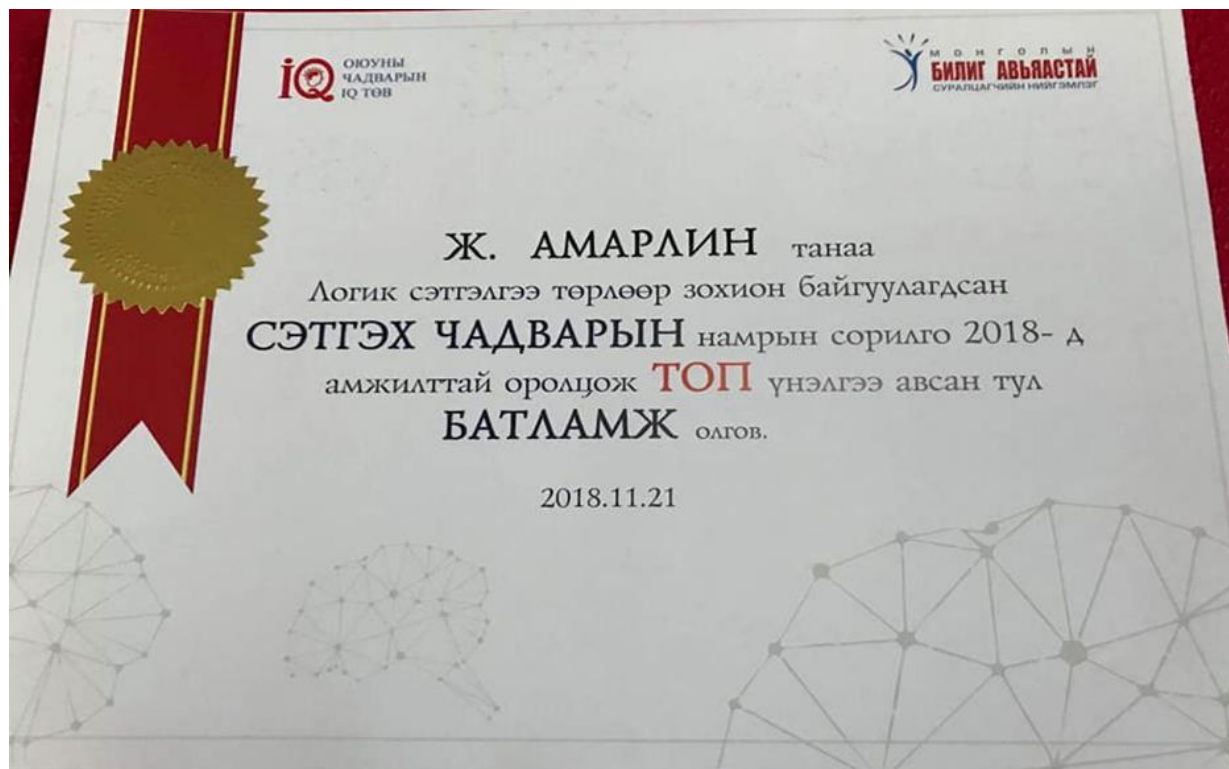 iQ ОЮУНЫ
ЧАДВАРЫН
IQ ТӨВ
МОНГОЛЫН
БИЛИГ АВЬЯАСТАЙ
СУРАЛЦАГЧИЙН НИЙГЭМЛЭГ
Ж. АМАРЛИН танаа
Логик сэтгэлгээ төрлөөр зохион байгуулагдсан
СЭТГЭХ ЧАДВАРЫН намрын сорилго 2018- д
амжилттай оролцож ТОП үнэлгээ авсан тул
БАТЛАМЖ олгов.
2018.11.21